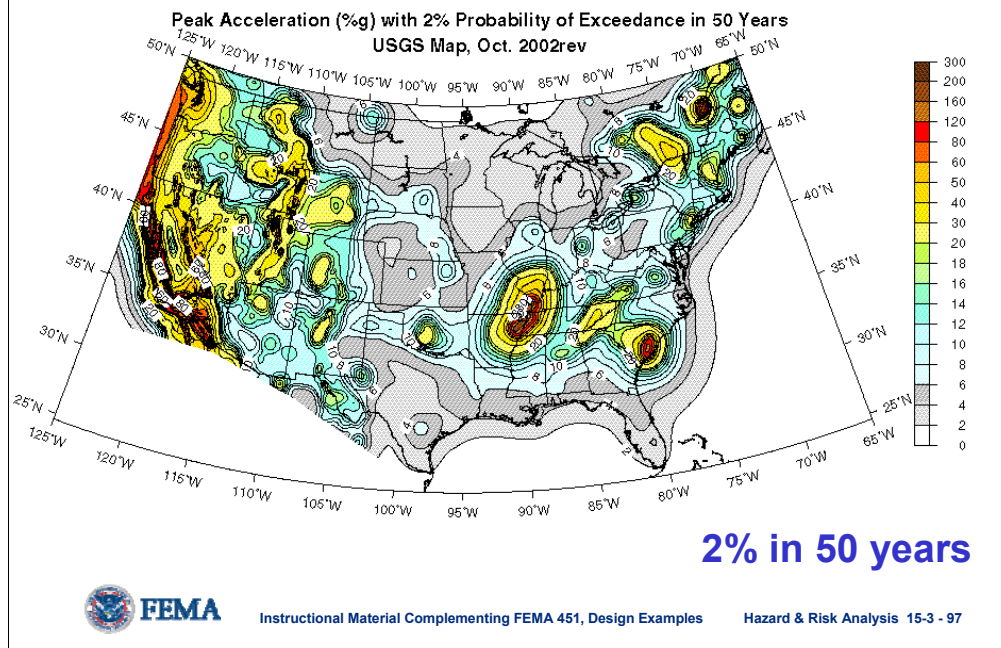 Peak Acceleration (%g) with 2% Probability of Exceedance in 50 Years
USGS Map, Oct. 2002rev
125°W 120°W 115°W 110°W 105°W 100°W 95°W 90°W 85°W 80°W 75°W 70°W 65°W
50°N 50°N
45°N 45°N
40°N 40°N
35°N 35°N
30°N 30°N
25°N 25°N
125°W 120°W 115°W 110°W 105°W 100°W 95°W 90°W 85°W 80°W 75°W 70°W 65°W
300
200
160
120
80
60
50
40
30
20
18
16
14
12
10
8
6
4
2
0
2% in 50 years
FEMA
Instructional Material Complementing FEMA 451, Design Examples
Hazard & Risk Analysis 15-3 - 97